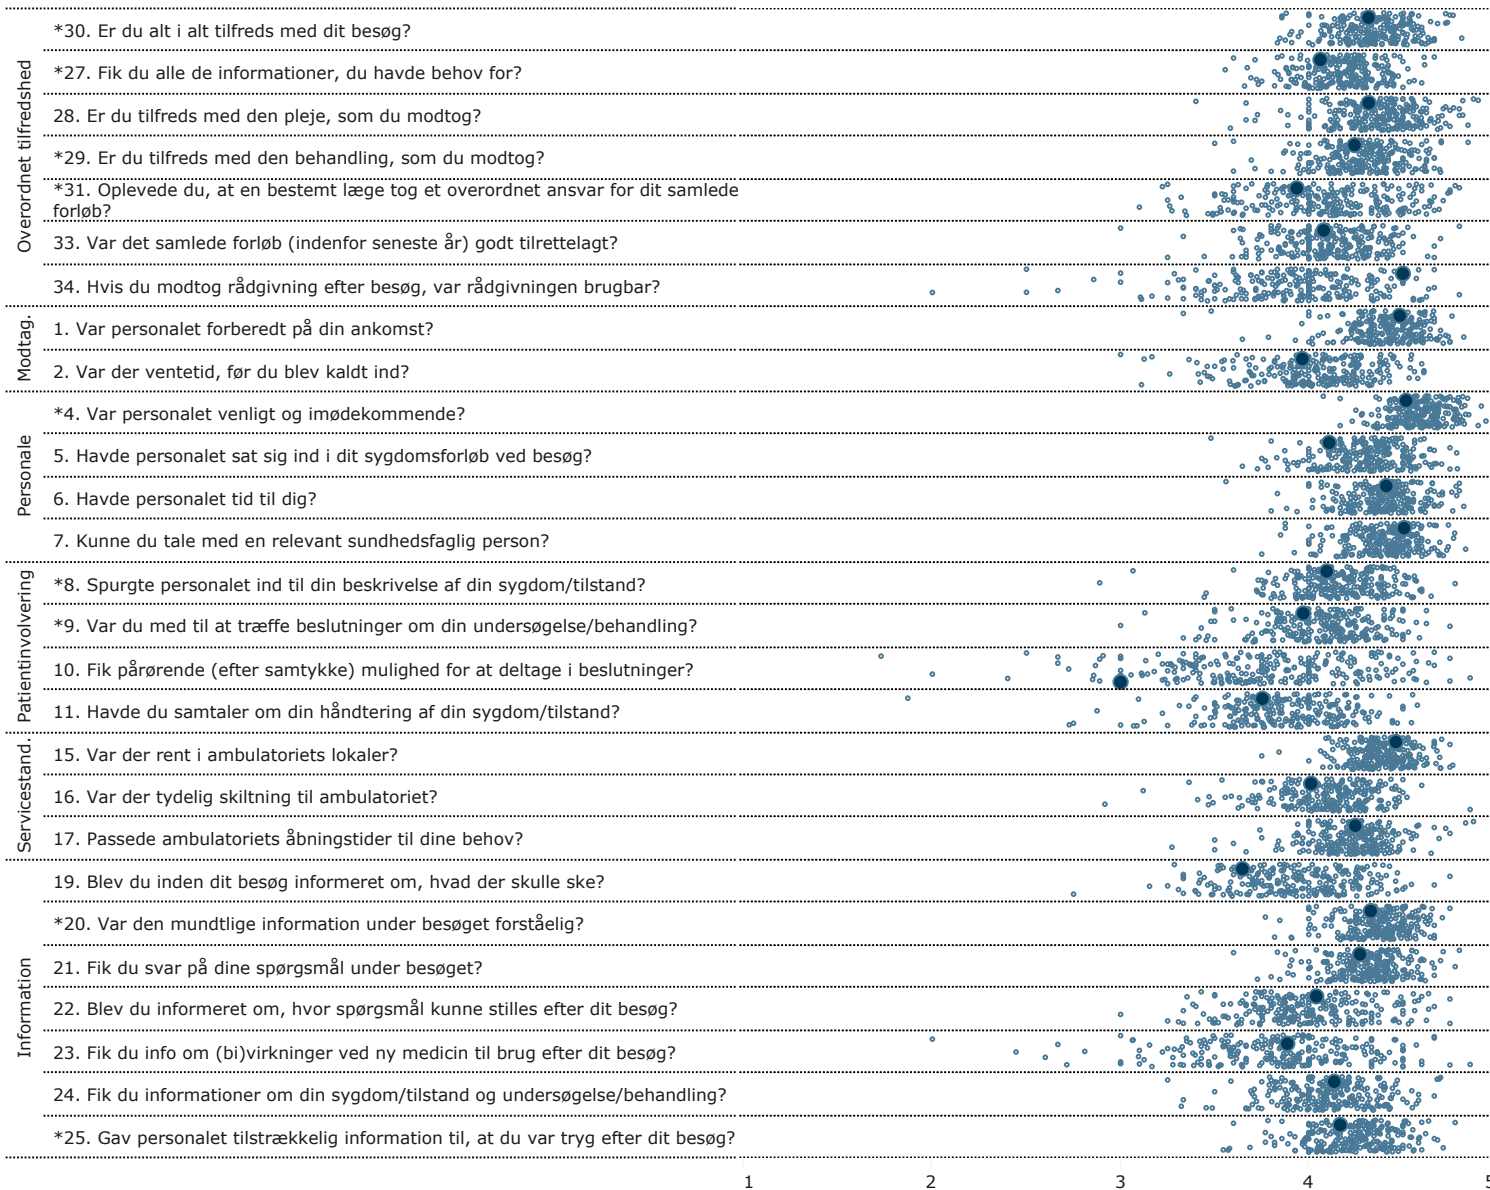 Overordnet tilfredshed
*30. Er du alt i alt tilfreds med dit besøg?
*27. Fik du alle de informationer, du havde behov for?
28. Er du tilfreds med den pleje, som du modtog?
*29. Er du tilfreds med den behandling, som du modtog?
*31. Oplevede du, at en bestemt læge tog et overordnet ansvar for dit samlede
forløb?
33. Var det samlede forløb (indenfor seneste år) godt tilrettelagt?
34. Hvis du modtog rådgivning efter besøg, var rådgivningen brugbar?
Modtag.
1. Var personalet forberedt på din ankomst?
2. Var der ventetid, før du blev kaldt ind?
Personale
*4. Var personalet venligt og imødekommende?
5. Havde personalet sat sig ind i dit sygdomsforløb ved besøg?
6. Havde personalet tid til dig?
7. Kunne du tale med en relevant sundhedsfaglig person?
Patientinvolvering
*8. Spurgte personalet ind til din beskrivelse af din sygdom/tilstand?
*9. Var du med til at træffe beslutninger om din undersøgelse/behandling?
10. Fik pårørende (efter samtykke) mulighed for at deltage i beslutninger?
11. Havde du samtaler om din håndtering af din sygdom/tilstand?
Servicestand.
15. Var der rent i ambulatoriets lokaler?
16. Var der tydelig skiltning til ambulatoriet?
17. Passede ambulatoriets åbningstider til dine behov?
Information
19. Blev du inden dit besøg informeret om, hvad der skulle ske?
*20. Var den mundtlige information under besøget forståelig?
21. Fik du svar på dine spørgsmål under besøget?
22. Blev du informeret om, hvor spørgsmål kunne stilles efter dit besøg?
23. Fik du info om (bi)virkninger ved ny medicin til brug efter dit besøg?
24. Fik du informationer om din sygdom/tilstand og undersøgelse/behandling?
*25. Gav personalet tilstrækkelig information til, at du var tryg efter dit besøg?
1 2 3 4 5